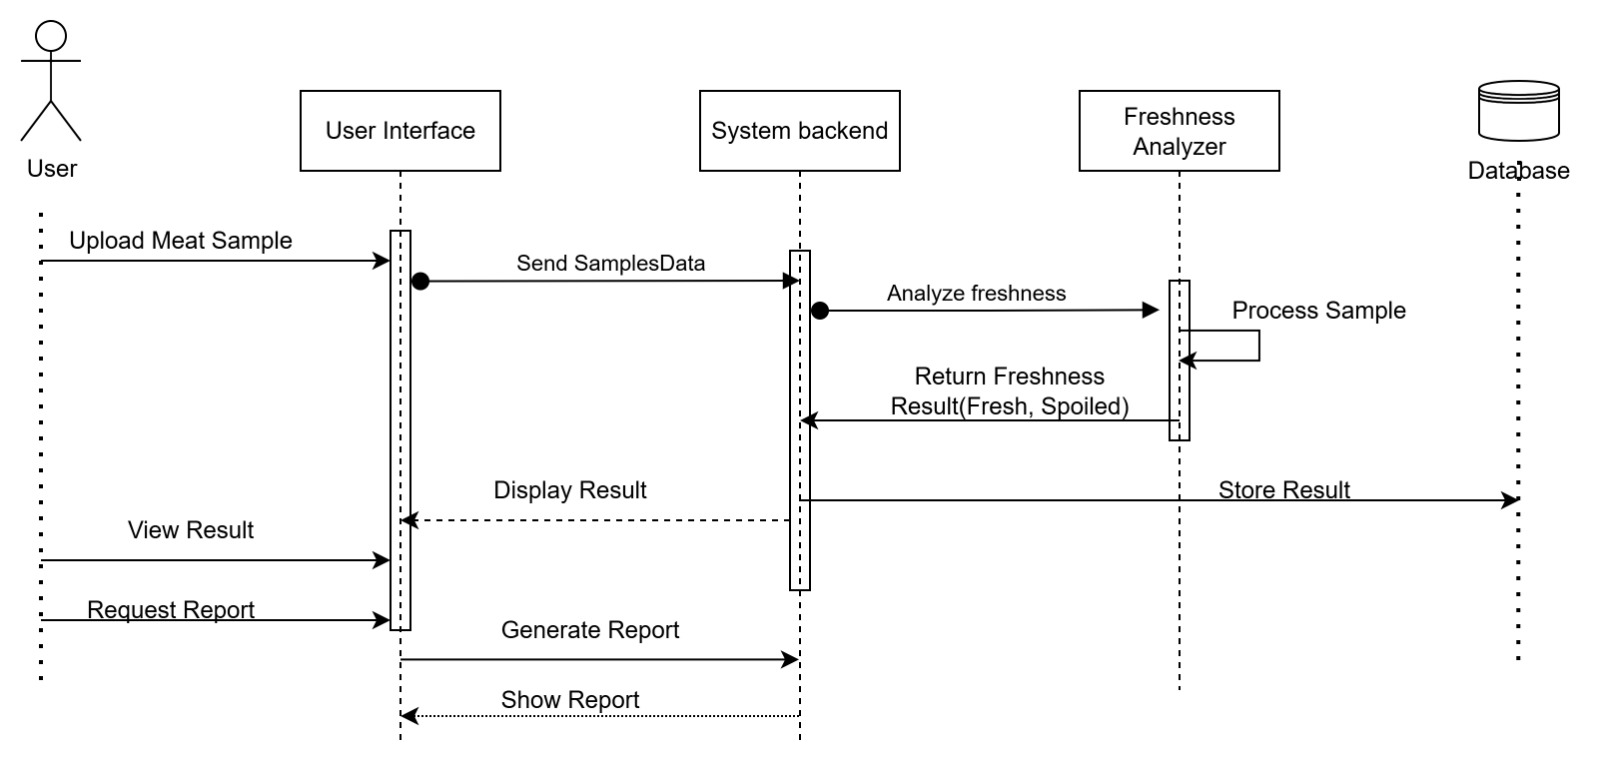 User
User Interface
System backend
Freshness
Analyzer
Database
Upload Meat Sample
Send SamplesData
Analyze freshness
Process Sample
Return Freshness
Result(Fresh, Spoiled)
Display Result
Store Result
View Result
Request Report
Generate Report
Show Report